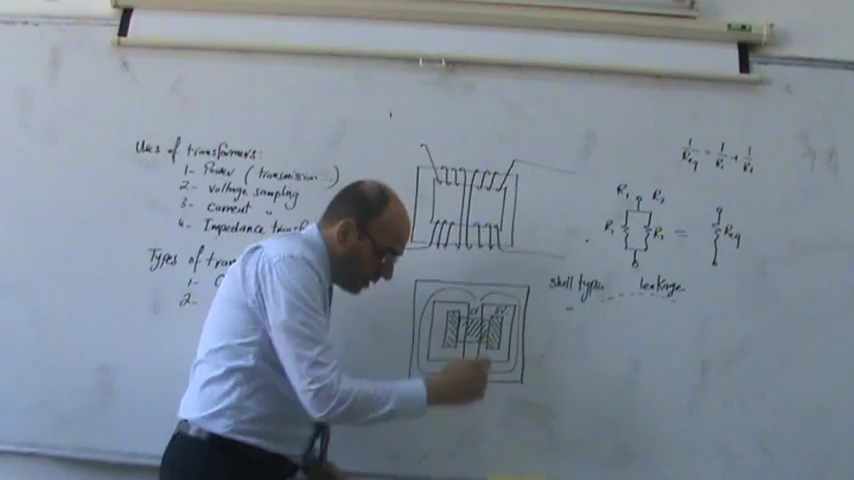 Uses of transformers:
1- Power (transmission...)
2- voltage sampling
3- current "
4- Impedance transf
Types of tran
1-
2-
shell type leakage
1/Req = 1/R1 + 1/R2
R1 R2
R1 R2 = Req